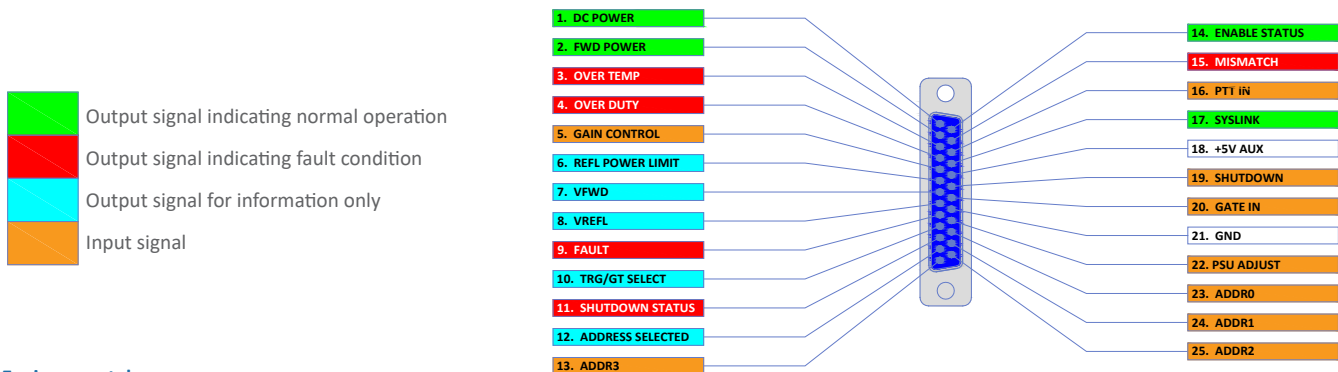 Output signal indicating normal operation
Output signal indicating fault condition
Output signal for information only
Input signal
1. DC POWER
2. FWD POWER
3. OVER TEMP
4. OVER DUTY
5. GAIN CONTROL
6. REFL POWER LIMIT
7. VFWD
8. VREFL
9. FAULT
10. TRG/GT SELECT
11. SHUTDOWN STATUS
12. ADDRESS SELECTED
13. ADDR3
14. ENABLE STATUS
15. MISMATCH
16. PTT IN
17. SYSLINK
18. +5V AUX
19. SHUTDOWN
20. GATE IN
21. GND
22. PSU ADJUST
23. ADDR0
24. ADDR1
25. ADDR2